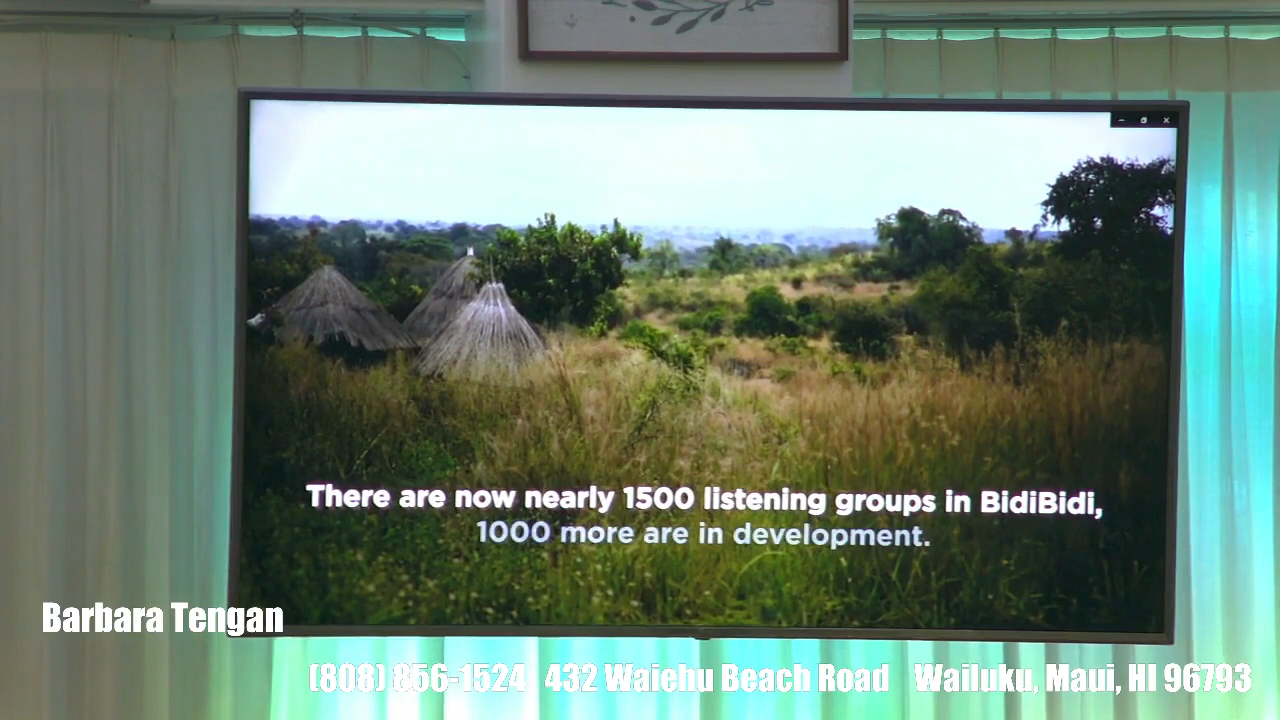 There are now nearly 1500 listening groups in BidiBidi,
1000 more are in development.
Barbara Tengan
(808) 856-1524 432 Waiehu Beach Road Wailuku, Maui, HI 96793